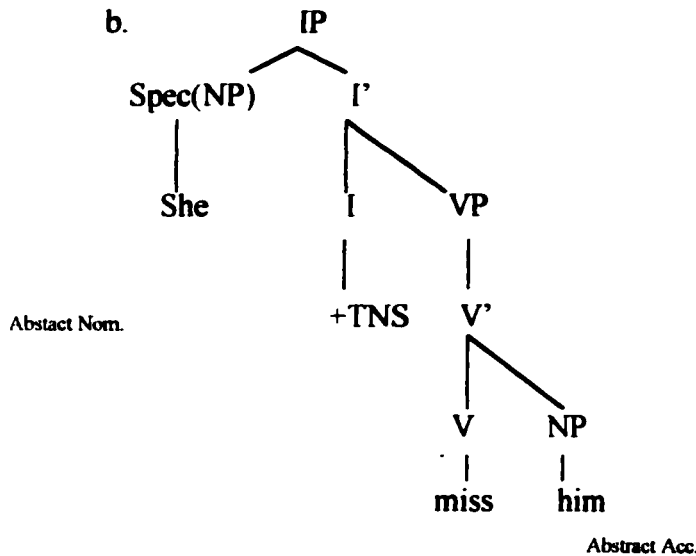 b. IP
Spec(NP) I'
She I VP
Abstact Nom. +TNS V'
V NP
miss him
Abstract Acc